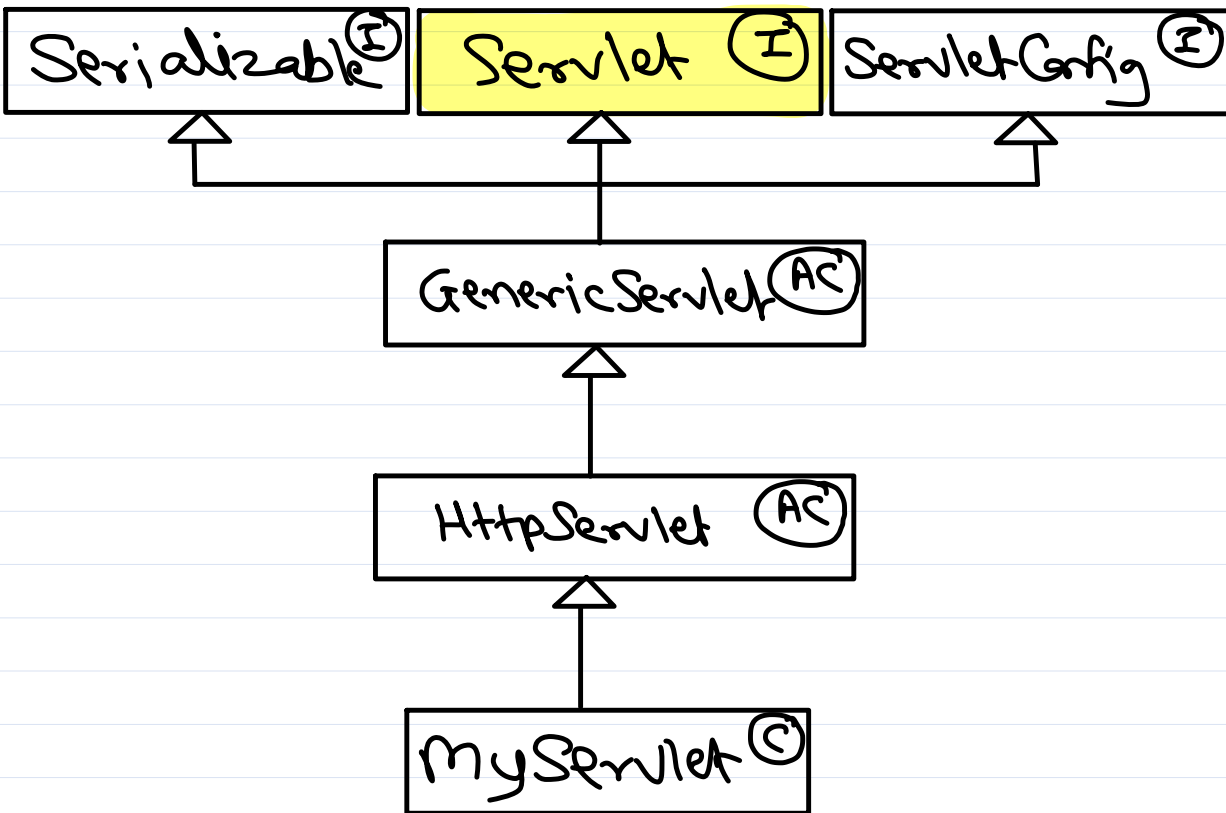 Serializable I Servlet I ServletConfig I
GenericServlet AC
HttpServlet AC
MyServlet C